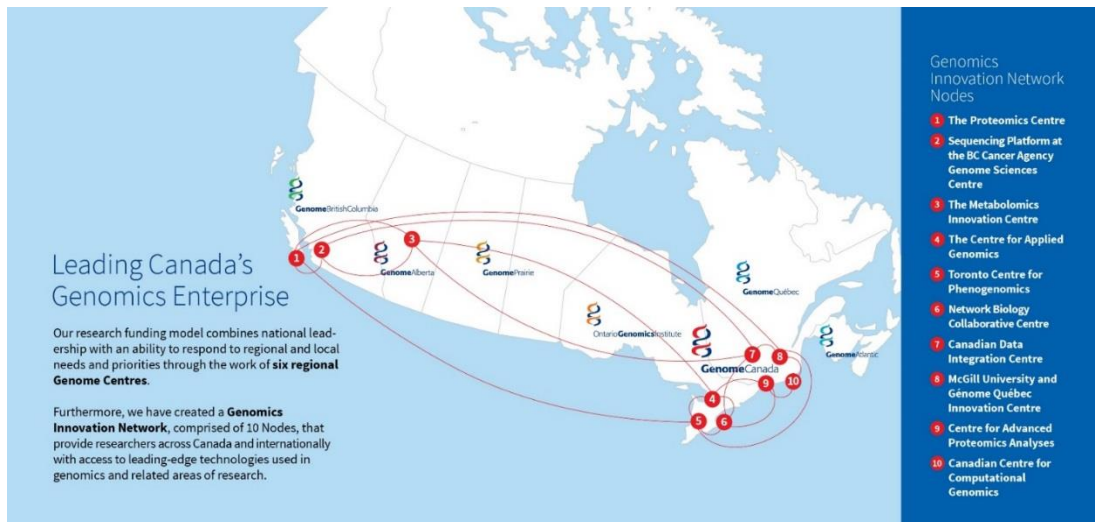 Genomics
Innovation Network
Nodes
1 The Proteomics Centre
2 Sequencing Platform at
the BC Cancer Agency
Genome Sciences
Centre
3 The Metabolomics
Innovation Centre
4 The Centre for Applied
Genomics
5 Toronto Centre for
Phenogenomics
6 Network Biology
Collaborative Centre
7 Canadian Data
Integration Centre
8 McGill University and
Génome Québec
Innovation Centre
9 Centre for Advanced
Proteomics Analyses
10 Canadian Centre for
Computational
Genomics
GenomeBritishColumbia
1
2
3
GenomeAlberta
GenomePrairie
GenomeQuébec
OntarioGenomicsInstitute
GenomeCanada
GenomeAtlantic
7
8
9
10
4
5
6
Leading Canada's
Genomics Enterprise
Our research funding model combines national lead-
ership with an ability to respond to regional and local
needs and priorities through the work of six regional
Genome Centres.
Furthermore, we have created a Genomics
Innovation Network, comprised of 10 Nodes, that
provide researchers across Canada and internationally
with access to leading-edge technologies used in
genomics and related areas of research.